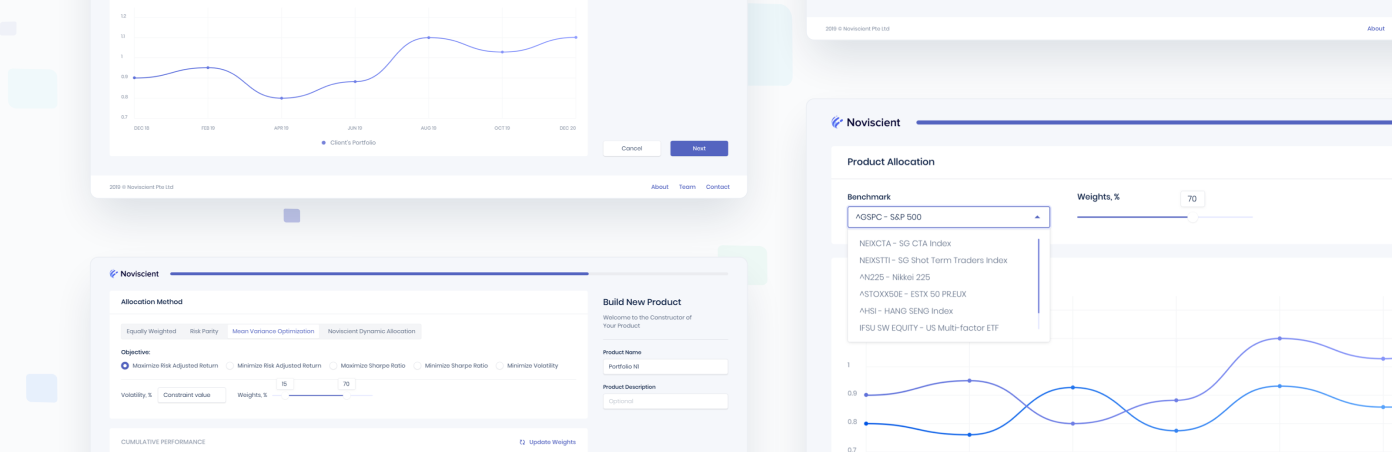 1.2
1.1
1
0.9
0.8
0.7
DEC 19
FEB 19
APR 19
JUN 19
AUG 19
OCT 19
DEC 20
Client's Portfolio
Cancel
Next
2019 © Noviscient Pte Ltd
About
Team
Contact
Noviscient
Allocation Method
Equally Weighted
Risk Parity
Mean Variance Optimization
Noviscient Dynamic Allocation
Objective:
Maximize Risk Adjusted Return
Minimize Risk Adjusted Return
Maximize Sharpe Ratio
Minimize Sharpe Ratio
Minimize Volatility
Volatility, %
Constraint value
Weights, %
15
70
CUMULATIVE PERFORMANCE
Update Weights
Build New Product
Welcome to the Constructor of
Your Product
Product Name
Portfolio N1
Product Description
Optional
2019 © Noviscient Pte Ltd
About
Noviscient
Product Allocation
Benchmark
^GSPC - S&P 500
NEIXCTA - SG CTA Index
NEIXSTTI - SG Shot Term Traders Index
^N225 - Nikkei 225
^STOXX50E - ESTX 50 PR.EUX
^HSI - HANG SENG Index
IFSU SW EQUITY - US Multi-factor ETF
Weights, %
70
1
0.9
0.8
0.7